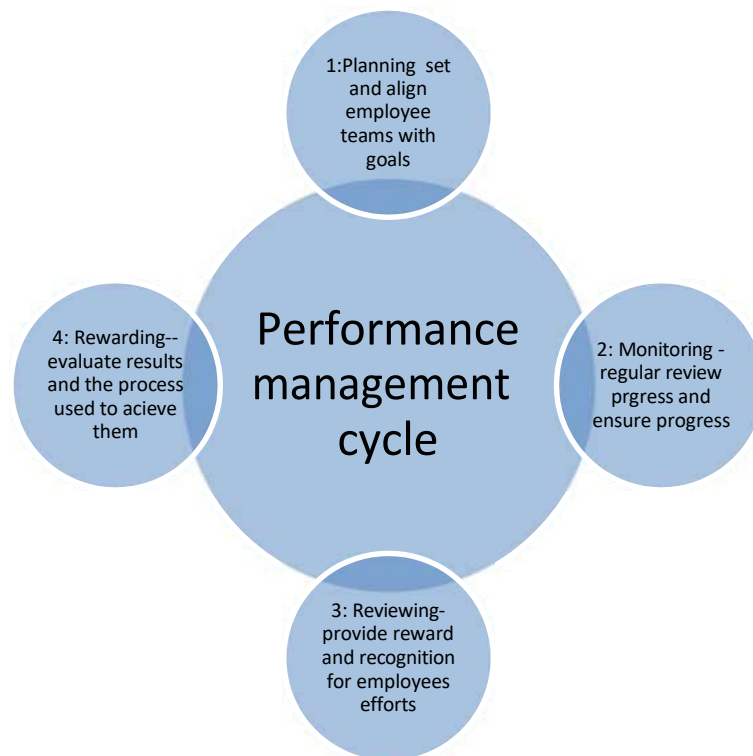 1:Planning set
and align
employee
teams with
goals
Performance
management
cycle
2: Monitoring -
regular review
prgress and
ensure progress
3: Reviewing-
provide reward
and recognition
for employees
efforts
4: Rewarding--
evaluate results
and the process
used to acieve
them